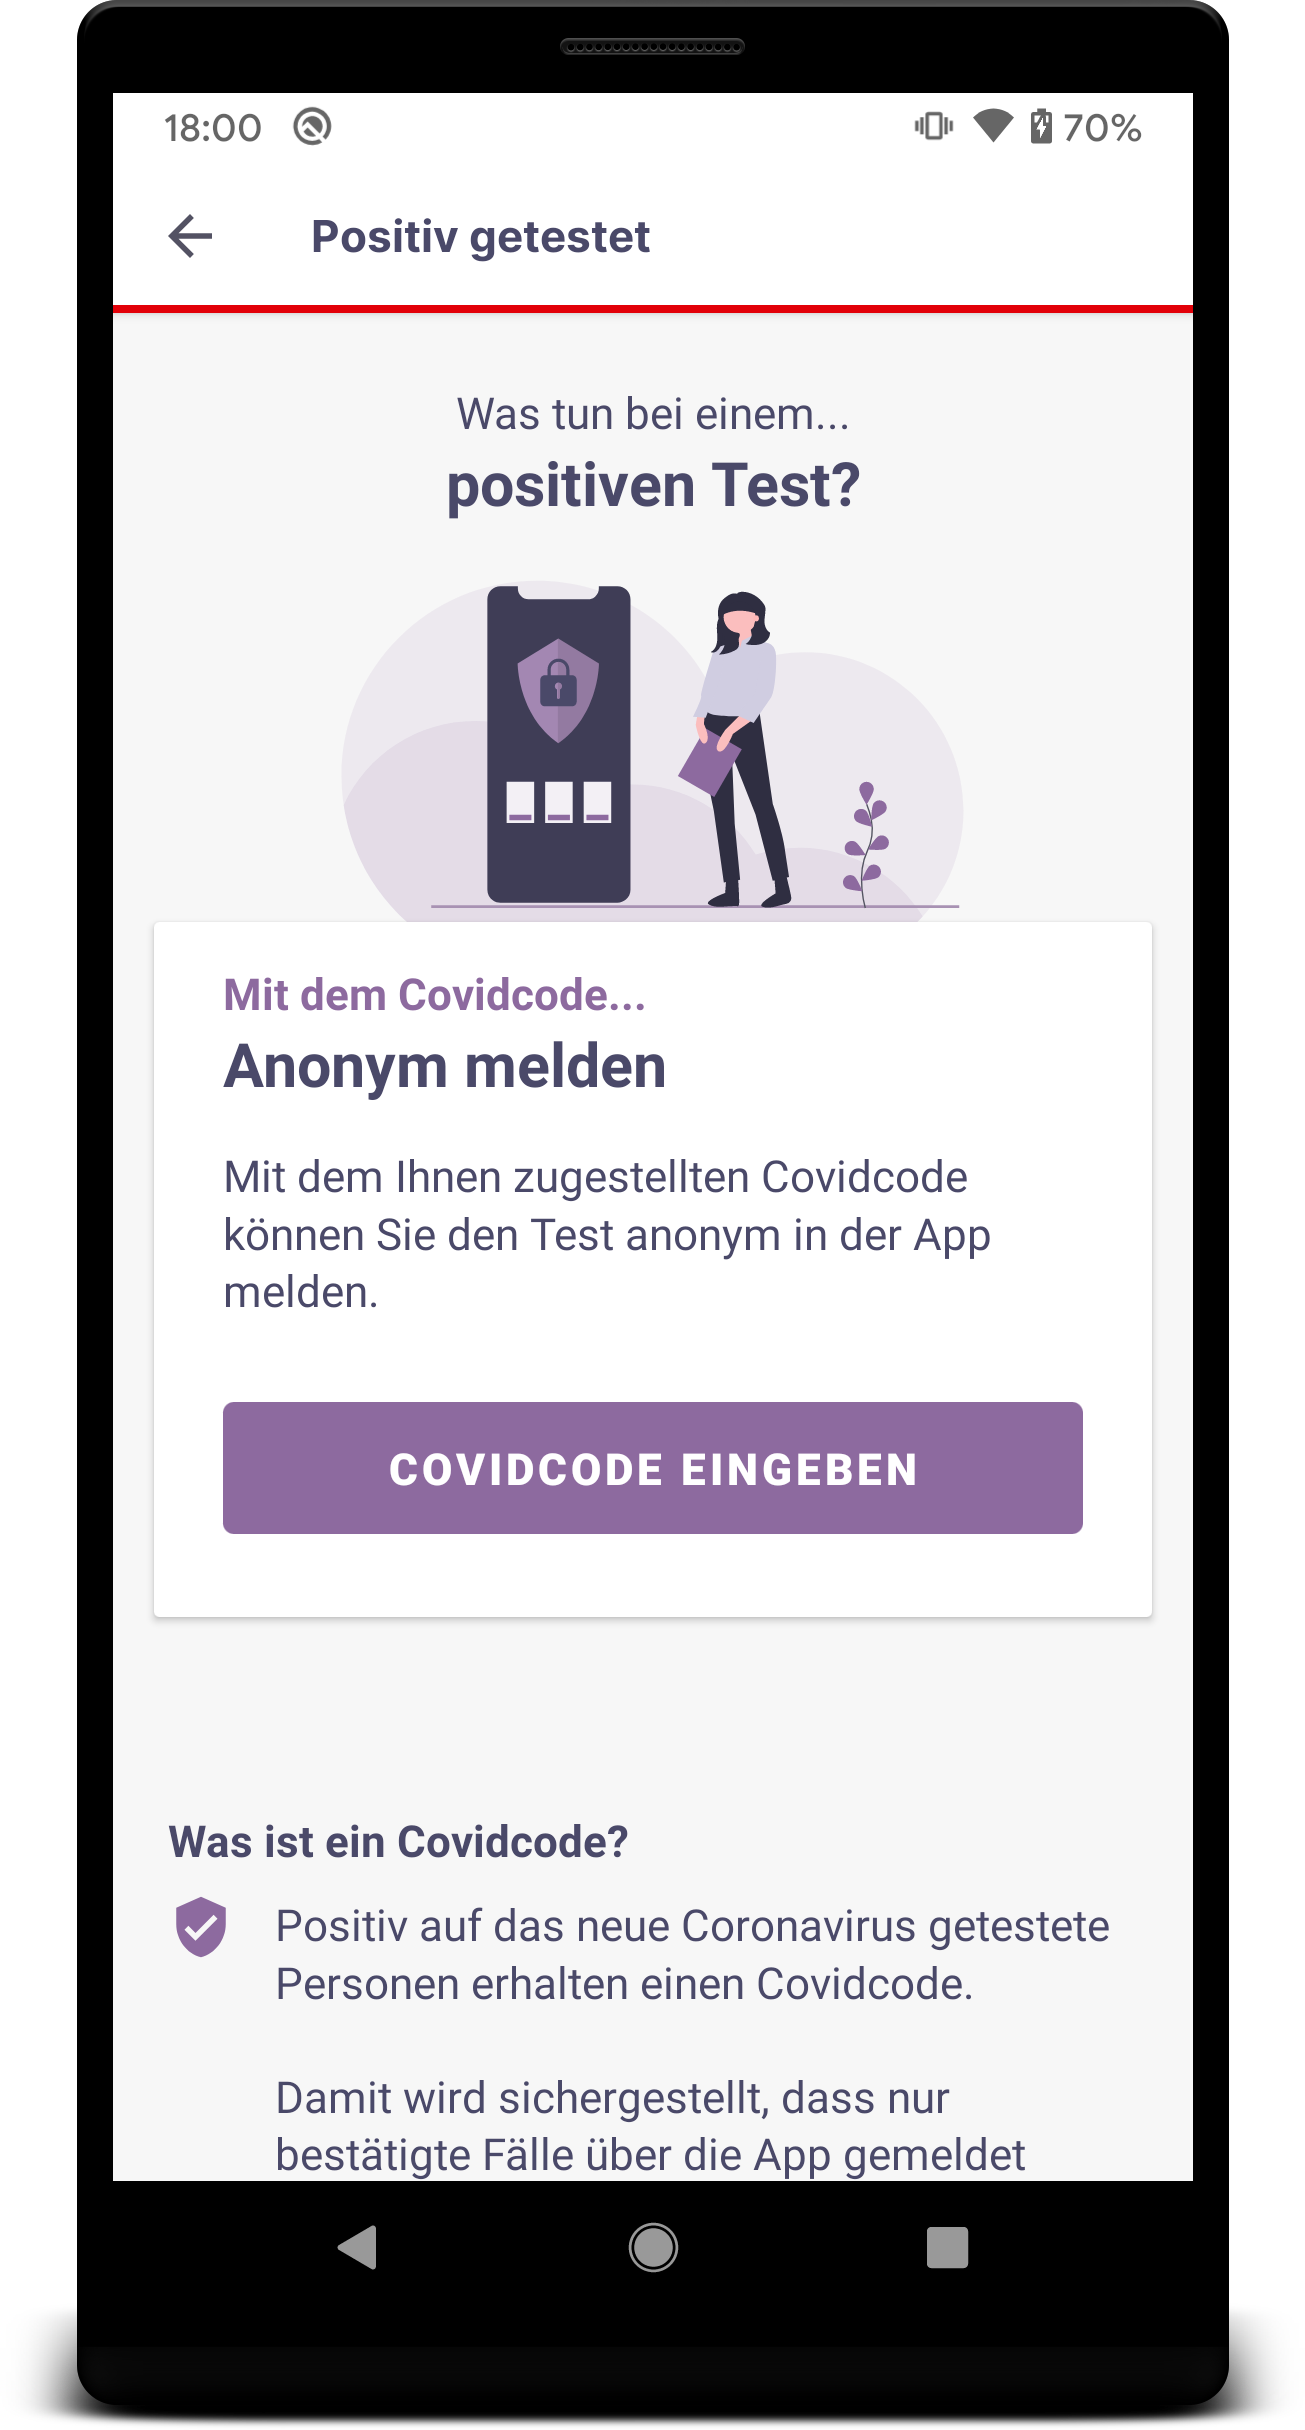 18:00 70%
Positiv getestet
Was tun bei einem...
positiven Test?
Mit dem Covidcode...
Anonym melden
Mit dem Ihnen zugestellten Covidcode
können Sie den Test anonym in der App
melden.
COVIDCODE EINGEBEN
Was ist ein Covidcode?
Positiv auf das neue Coronavirus getestete
Personen erhalten einen Covidcode.
Damit wird sichergestellt, dass nur
bestätigte Fälle über die App gemeldet